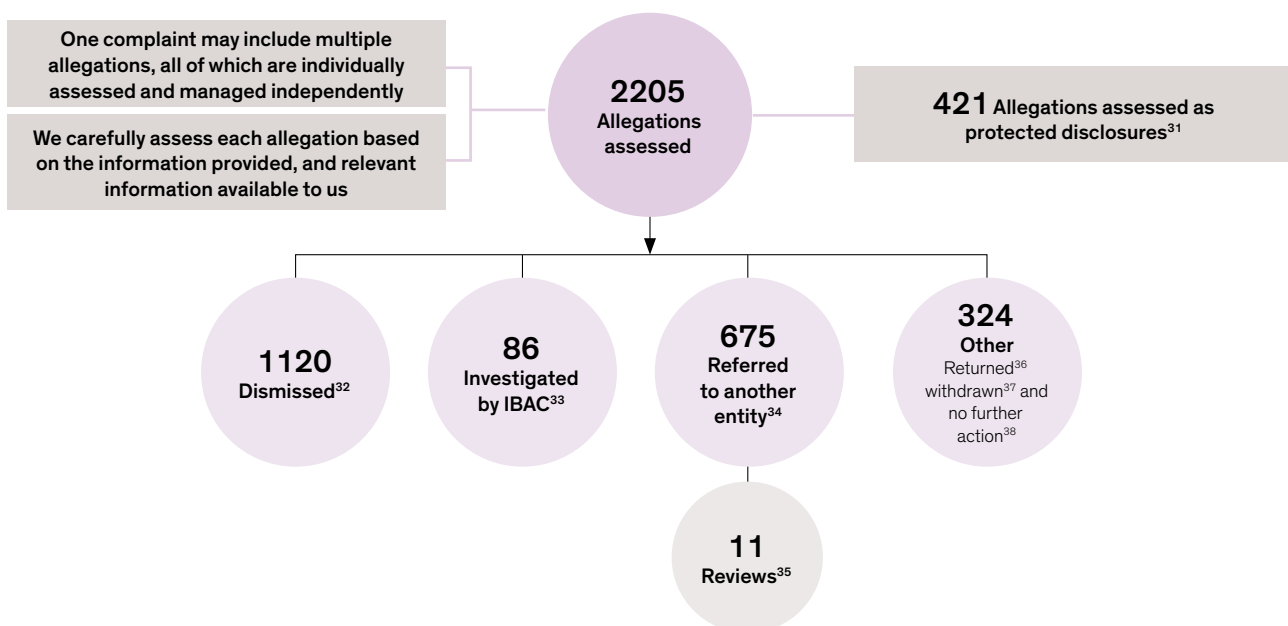 One complaint may include multiple
allegations, all of which are individually
assessed and managed independently
We carefully assess each allegation based
on the information provided, and relevant
information available to us
2205
Allegations
assessed
421 Allegations assessed as
protected disclosures³¹
1120
Dismissed³²
86
Investigated
by IBAC³³
675
Referred
to another
entity³⁴
324
Other
Returned³⁶
withdrawn³⁷ and
no further
action³⁸
11
Reviews³⁵